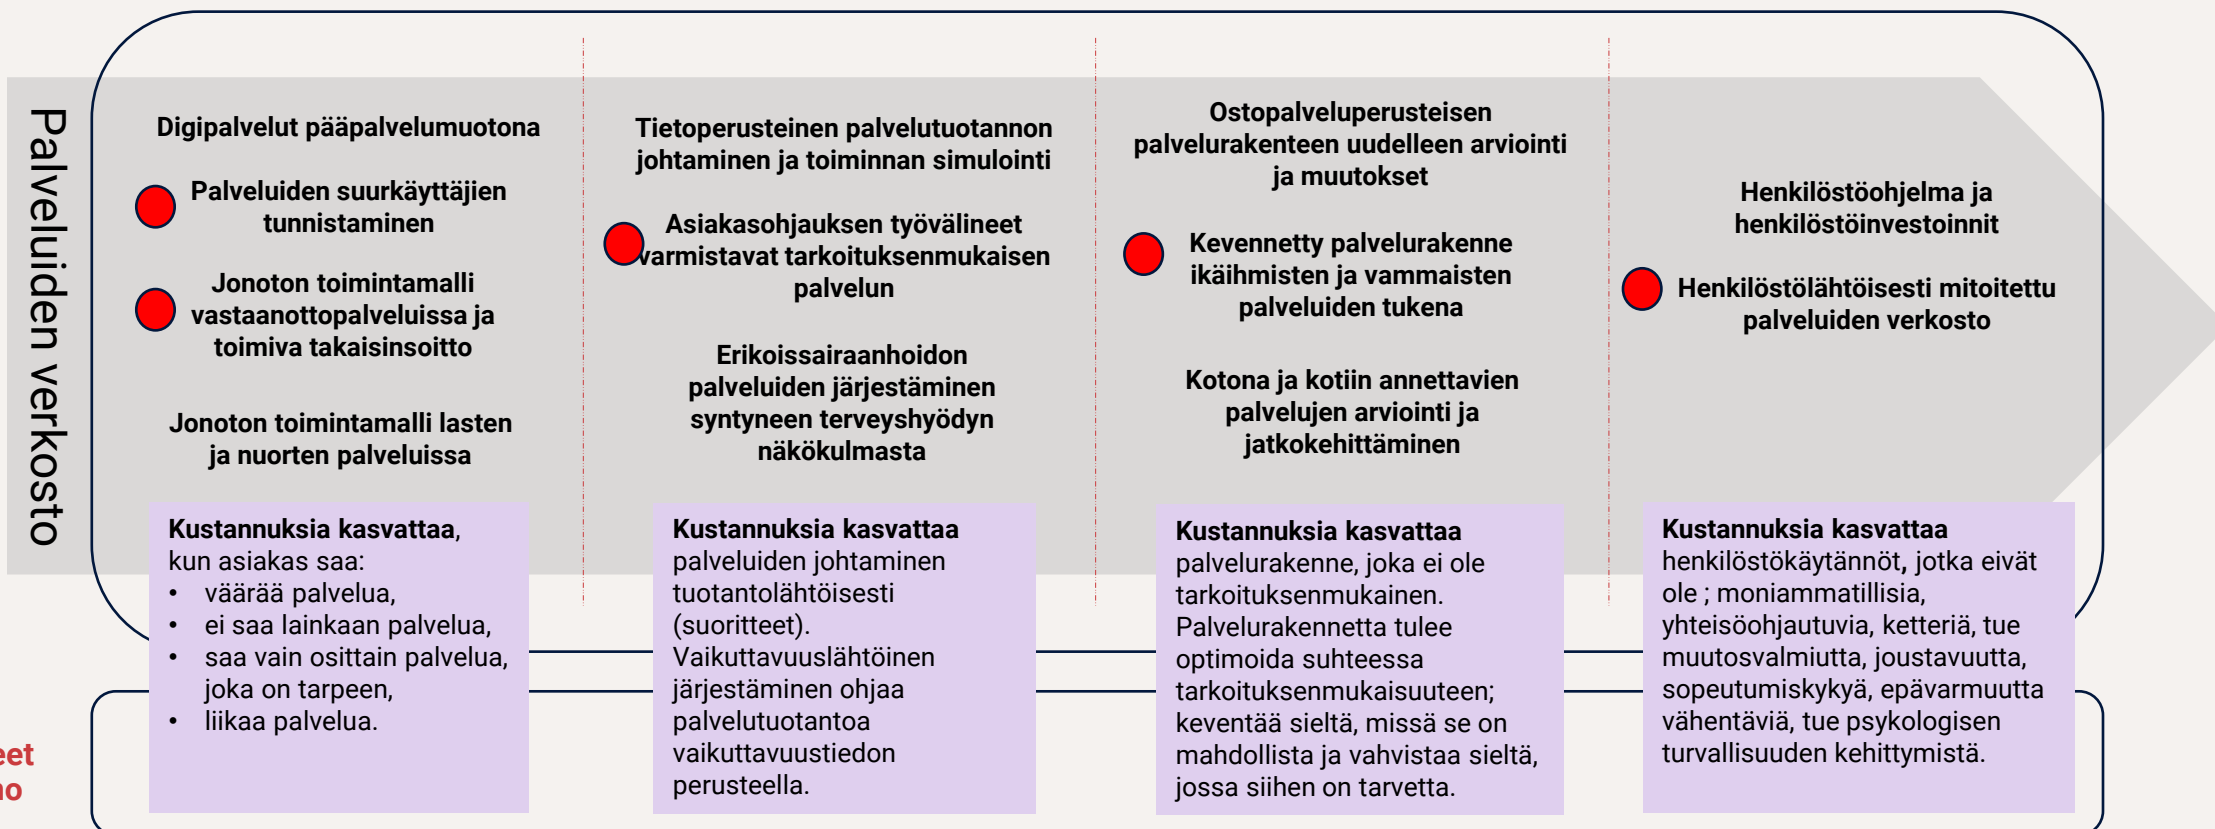 Palveluiden verkosto
Digipalvelut pääpalvelumuotona
Palveluiden suurkäyttäjien
tunnistaminen
Jonoton toimintamalli
vastaanottopalveluissa ja
toimiva takaisinsoitto
Jonoton toimintamalli lasten
ja nuorten palveluissa
Kustannuksia kasvattaa,
kun asiakas saa:
• väärää palvelua,
• ei saa lainkaan palvelua,
• saa vain osittain palvelua,
joka on tarpeen,
• liikaa palvelua.
Tietoperusteinen palvelutuotannon
johtaminen ja toiminnan simulointi
Asiakasohjauksen työvälineet
varmistavat tarkoituksenmukaisen
palvelun
Erikoissairaanhoidon
palveluiden järjestäminen
syntyneen terveyshyödyn
näkökulmasta
Kustannuksia kasvattaa
palveluiden johtaminen
tuotantolähtöisesti
(suoritteet).
Vaikuttavuuslähtöinen
järjestäminen ohjaa
palvelutuotantoa
vaikuttavuustiedon
perusteella.
Ostopalveluperusteisen
palvelurakenteen uudelleen arviointi
ja muutokset
Kevennetty palvelurakenne
ikäihmisten ja vammaisten
palveluiden tukena
Kotona ja kotiin annettavien
palvelujen arviointi ja
jatkokehittäminen
Kustannuksia kasvattaa
palvelurakenne, joka ei ole
tarkoituksenmukainen.
Palvelurakennetta tulee
optimoida suhteessa
tarkoituksenmukaisuuteen;
keventää sieltä, missä se on
mahdollista ja vahvistaa sieltä,
jossa siihen on tarvetta.
Henkilöstöohjelma ja
henkilöstöinvestoinnit
Henkilöstölähtöisesti mitoitettu
palveluiden verkosto
Kustannuksia kasvattaa
henkilöstökäytännöt, jotka eivät
ole ; moniammatillisia,
yhteisöohjautuvia, ketteriä, tue
muutosvalmiutta, joustavuutta,
sopeutumiskykyä, epävarmuutta
vähentäviä, tue psykologisen
turvallisuuden kehittymistä.